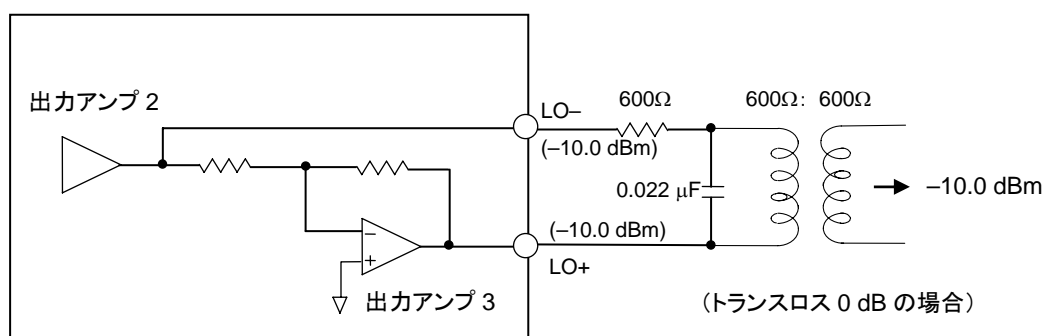 出力アンプ 2
LO–
(–10.0 dBm)
600Ω
600Ω: 600Ω
0.022 μF
–10.0 dBm
(–10.0 dBm)
LO+
–
+
出力アンプ 3
（トランスロス 0 dB の場合）